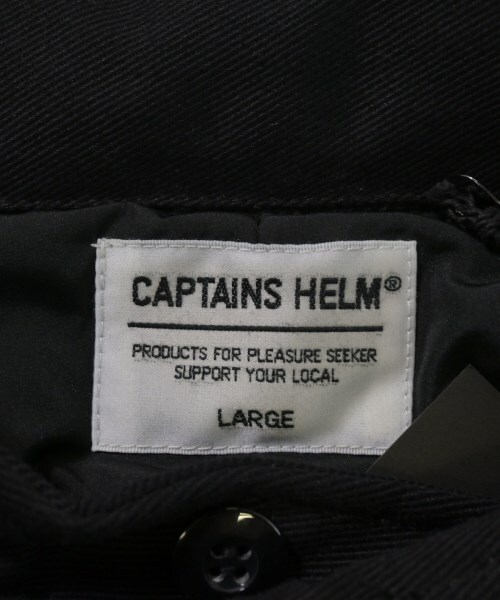 CAPTAINS HELM®
PRODUCTS FOR PLEASURE SEEKER
SUPPORT YOUR LOCAL
LARGE